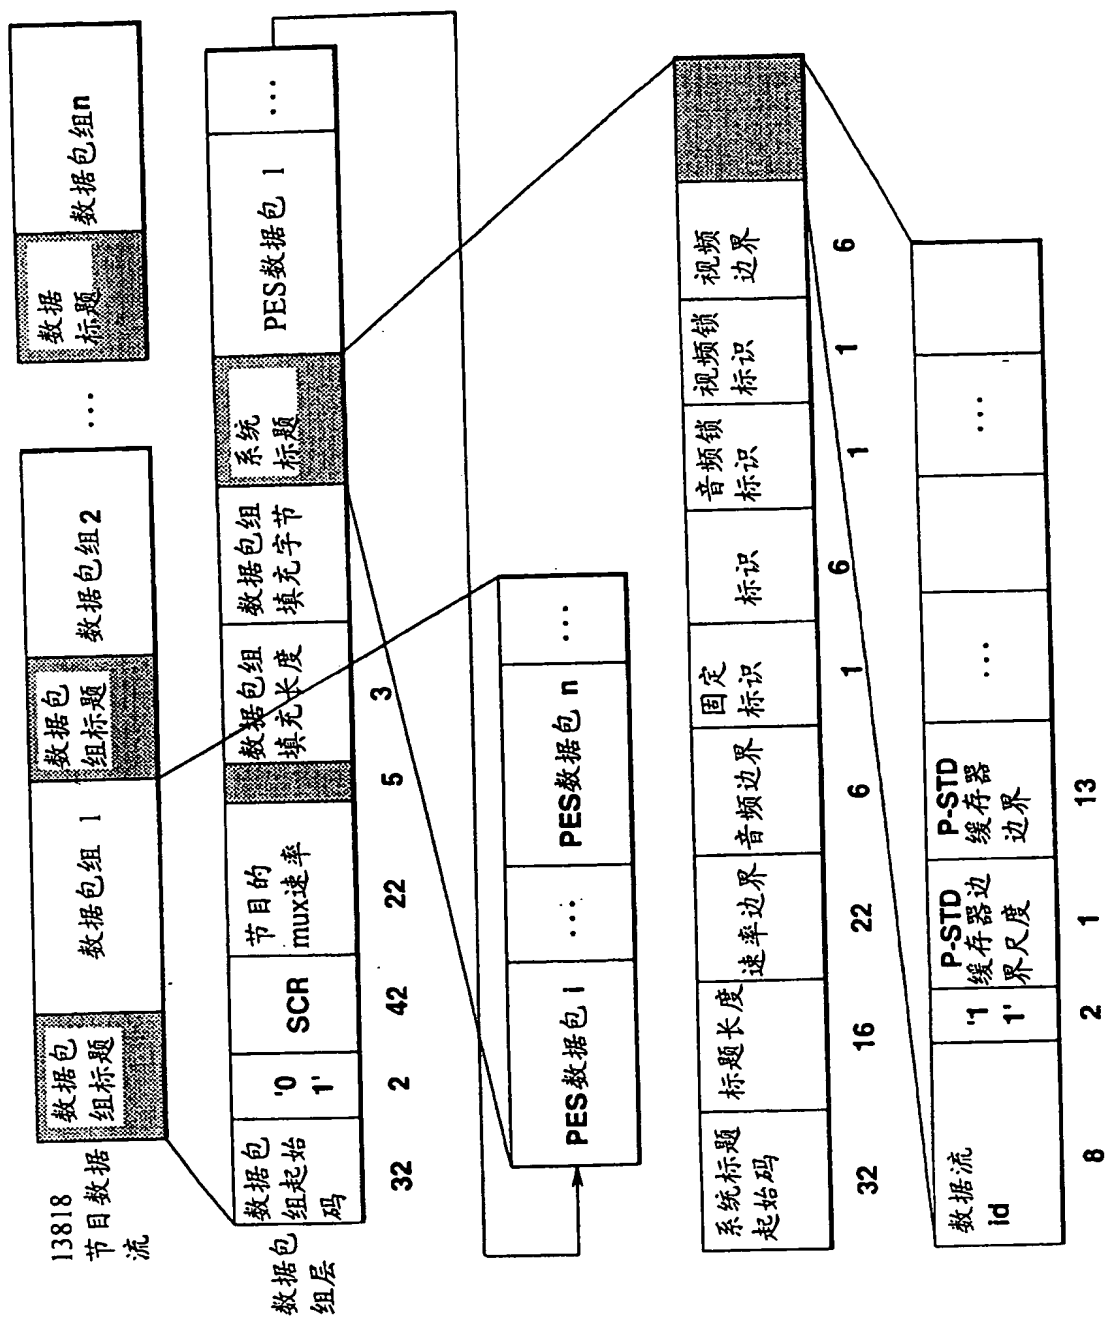 13818
节目数据
流
数据包
组标题
数据包组 1
数据包
组标题
数据包组2
...
数据
标题
数据包组n
数据包
组层
数据包
组起始
码
'0
1'
SCR
节目的
mux速率
数据包组
填充长度
数据包组
填充字节
系统
标题
PES数据包 1
...
32
2
42
22
5
3
PES数据包 1
...
PES数据包 n
...
系统标题
起始码
标题长度
速率边界
音频边界
固定
标识
标识
音频锁
标识
视频锁
标识
视频
边界
32
16
22
6
1
6
1
1
6
数据流
id
'1
1'
P-STD
缓存器边
界尺度
P-STD
缓存器
边界
...
...
8
2
1
13